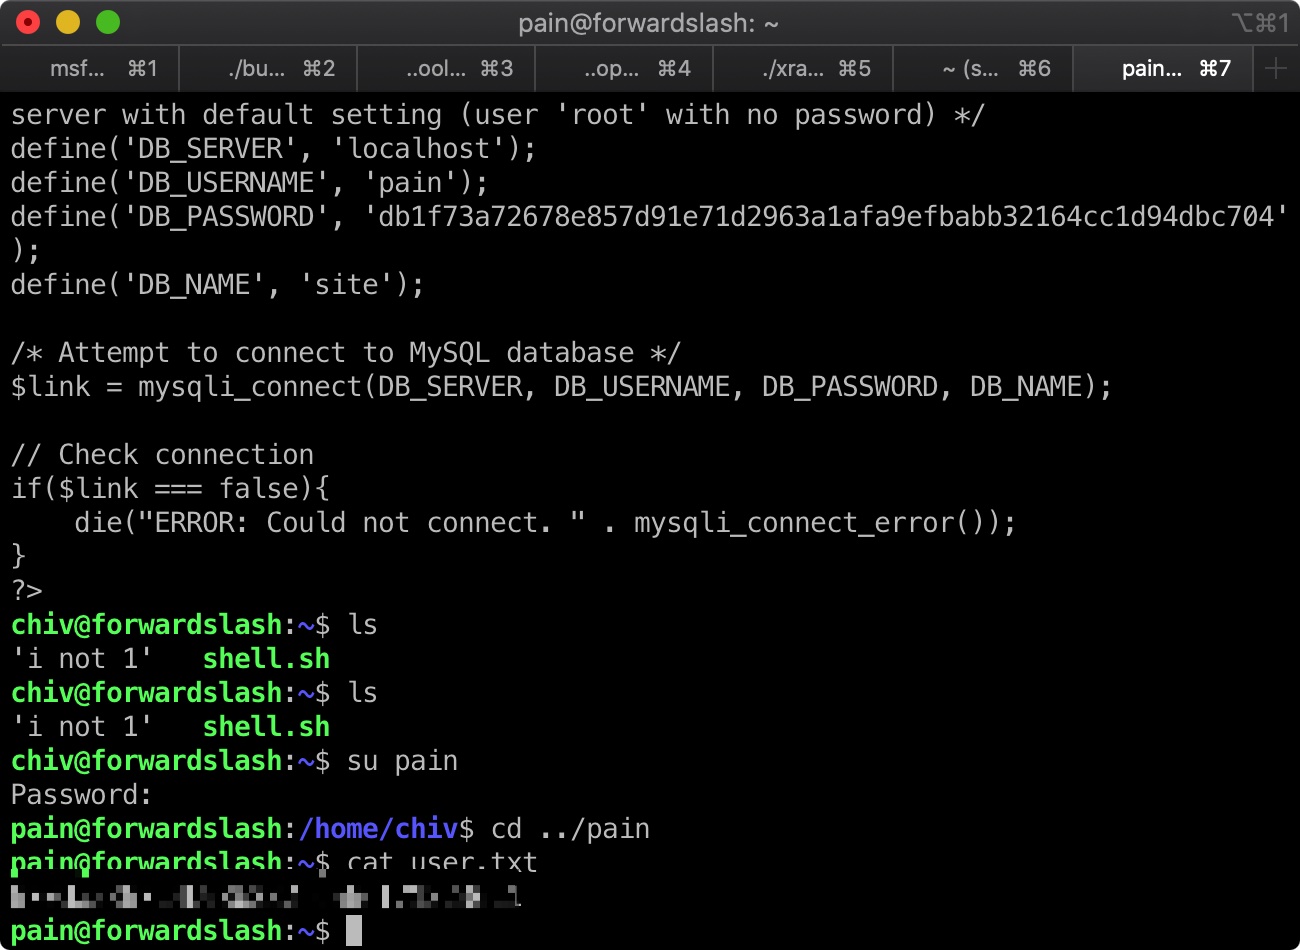 pain@forwardslash: ~
⌥⌘1
msf... ⌘1 ./bu... ⌘2 ..ool... ⌘3 ..op... ⌘4 ./xra... ⌘5 ~ (s... ⌘6 pain... ⌘7
server with default setting (user 'root' with no password) */
define('DB_SERVER', 'localhost');
define('DB_USERNAME', 'pain');
define('DB_PASSWORD', 'db1f73a72678e857d91e71d2963a1afa9efbabb32164cc1d94dbc704'
);
define('DB_NAME', 'site');
/* Attempt to connect to MySQL database */
$link = mysqli_connect(DB_SERVER, DB_USERNAME, DB_PASSWORD, DB_NAME);
// Check connection
if($link === false){
    die("ERROR: Could not connect. " . mysqli_connect_error());
}
?>
chiv@forwardslash:~$ ls
'i not 1'   shell.sh
chiv@forwardslash:~$ ls
'i not 1'   shell.sh
chiv@forwardslash:~$ su pain
Password:
pain@forwardslash:/home/chiv$ cd ../pain
pain@forwardslash:~$ cat user.txt
pain@forwardslash:~$